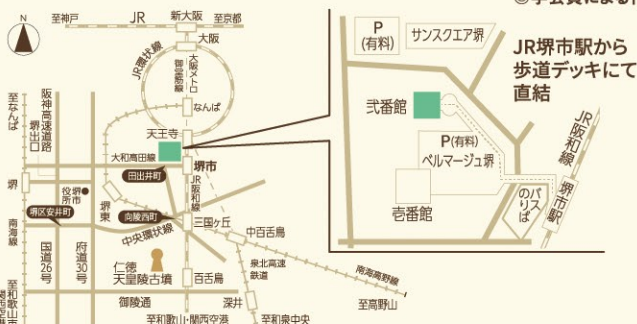 至神戸
JR
新大阪
至京都
N
大阪
JR環状線
大阪メトロ
御堂筋線
なんば
天王寺
至なんば
阪神高速道路
堺出口
大和高田線
堺市
田出井町
JR阪和線
堺
堺市
役所
堺東
堺区安井町
向陵西町
三国ヶ丘
中央環状線
中百舌鳥
南海線
国道26号
府道30号
仁徳
天皇陵古墳
泉北高速
鉄道
南海高野線
百舌鳥
御陵通
深井
至高野山
至和歌山・関西空港
至和泉中央
P
(有料)
サンスクエア堺
JR堺市駅から
歩道デッキにて
直結
弐番館
P(有料)
ベルマージュ堺
壱番館
バス
のりば
JR阪和線
堺市駅